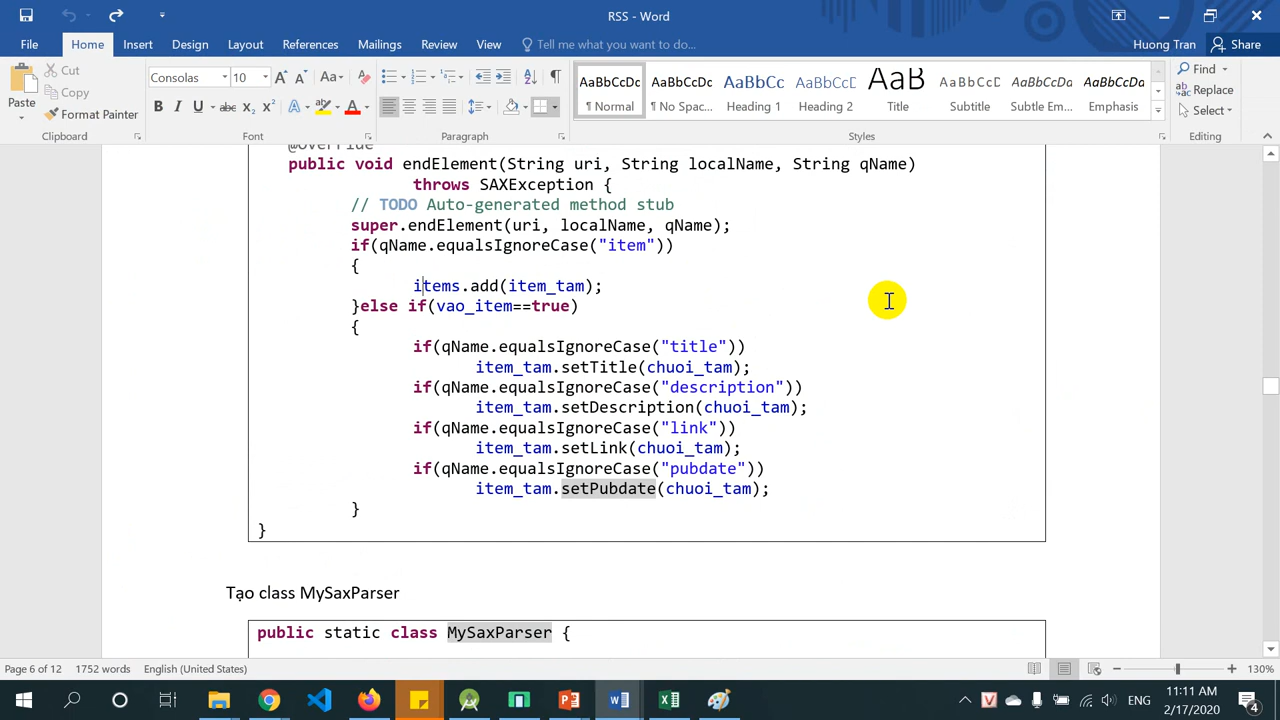 RSS - Word
File Home Insert Design Layout References Mailings Review View Tell me what you want to do... Huong Tran Share
Paste Cut Copy Format Painter
Clipboard
Consolas 10
Font
Paragraph
AaBbCcDc ¶ Normal
AaBbCcDc ¶ No Spac...
AaBbCc Heading 1
AaBbCcD Heading 2
AaB Title
AaBbCcD Subtitle
AaBbCcDc Subtle Em...
AaBbCcDc Emphasis
Styles
Find
Replace
Select
Editing
@Override
public void endElement(String uri, String localName, String qName)
throws SAXException {
// TODO Auto-generated method stub
super.endElement(uri, localName, qName);
if(qName.equalsIgnoreCase("item"))
{
items.add(item_tam);
}else if(vao_item==true)
{
if(qName.equalsIgnoreCase("title"))
item_tam.setTitle(chuoi_tam);
if(qName.equalsIgnoreCase("description"))
item_tam.setDescription(chuoi_tam);
if(qName.equalsIgnoreCase("link"))
item_tam.setLink(chuoi_tam);
if(qName.equalsIgnoreCase("pubdate"))
item_tam.setPubdate(chuoi_tam);
}
}
Tạo class MySaxParser
public static class MySaxParser {
Page 6 of 12 1752 words English (United States) 130%
ENG
11:11 AM
2/17/2020
4